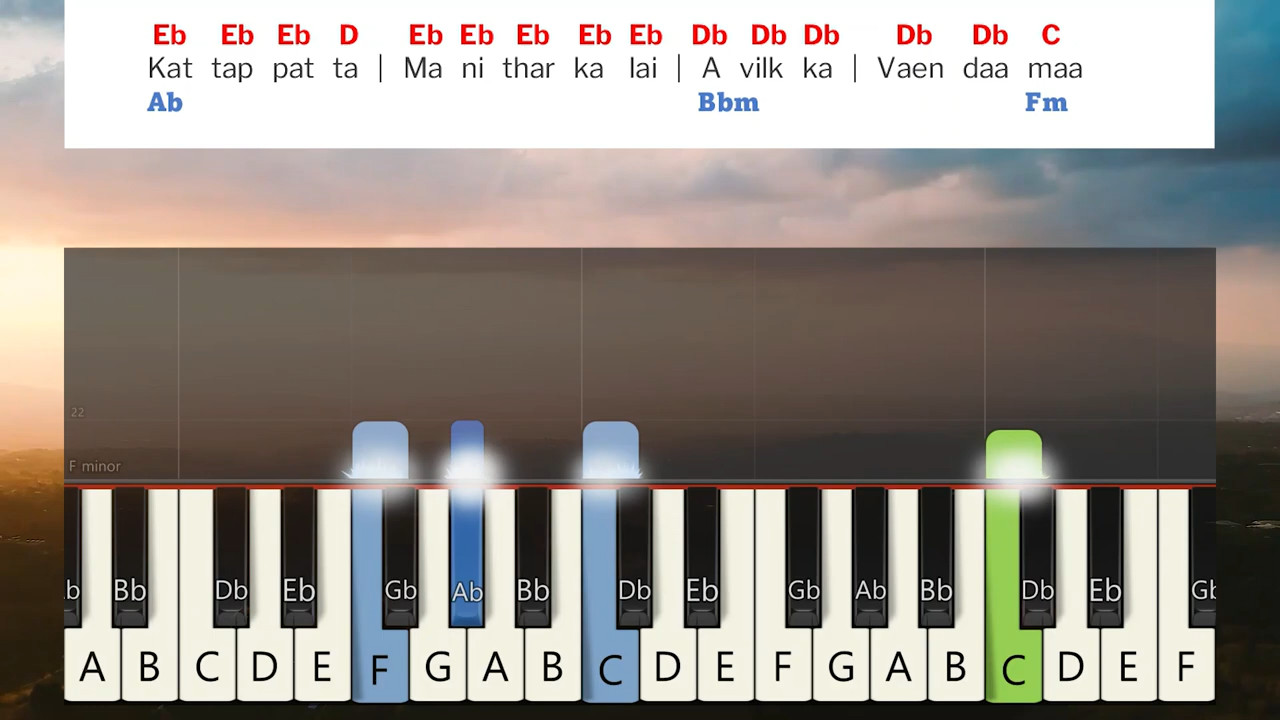 Eb Eb Eb D Eb Eb Eb Eb Eb Db Db Db Db Db C
Kat tap pat ta | Ma ni thar ka lai | A vilk ka | Vaen daa maa
Ab Bbm Fm
22
F minor
b Bb Db Eb Gb Ab Bb Db Eb Gb Ab Bb Db Eb Gb
A B C D E F G A B C D E F G A B C D E F